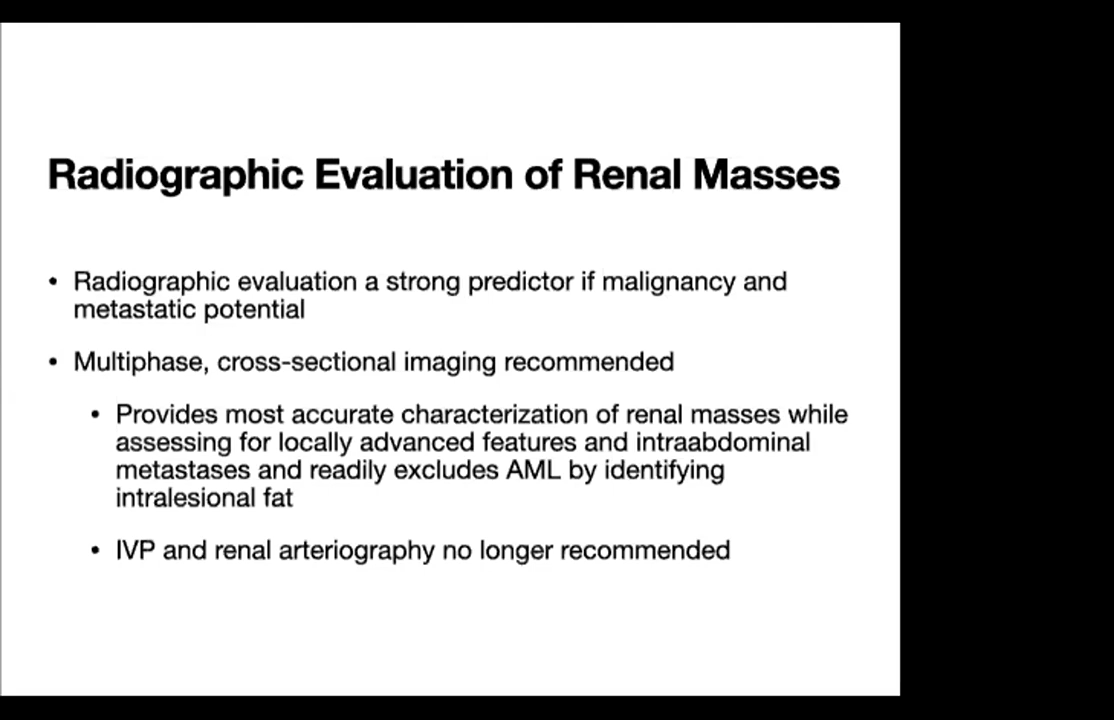 Radiographic Evaluation of Renal Masses
• Radiographic evaluation a strong predictor if malignancy and
metastatic potential
• Multiphase, cross-sectional imaging recommended
• Provides most accurate characterization of renal masses while
assessing for locally advanced features and intraabdominal
metastases and readily excludes AML by identifying
intralesional fat
• IVP and renal arteriography no longer recommended